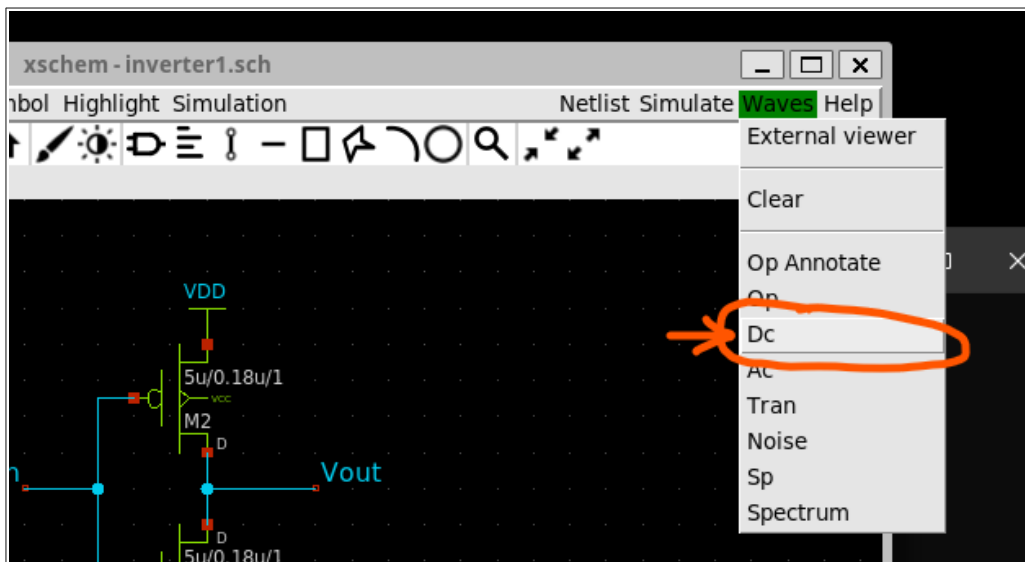 xschem - inverter1.sch
nbol Highlight Simulation Netlist Simulate Waves Help
External viewer
Clear
Op Annotate
Op
Dc
Ac
Tran
Noise
Sp
Spectrum
VDD
5u/0.18u/1
vcc
M2
D
n
Vout
D
5u/0.18u/1